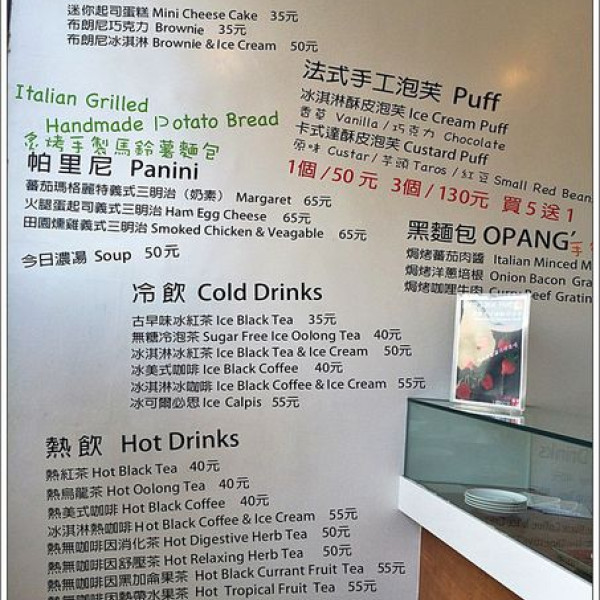 迷你起司蛋糕 Mini Cheese Cake 35元
布朗尼巧克力 Brownie 35元
布朗尼冰淇淋 Brownie & Ice Cream 50元
Italian Grilled
Handmade Potato Bread
炙烤手製馬鈴薯麵包
帕里尼 Panini
蕃茄瑪格麗特義式三明治（奶素） Margaret 65元
火腿蛋起司義式三明治 Ham Egg Cheese 65元
田園燻雞義式三明治 Smoked Chicken & Veagable 65元
今日濃湯 Soup 50元
法式手工泡芙 Puff
冰淇淋酥皮泡芙 Ice Cream Puff
香草 Vanilla / 巧克力 Chocolate
卡式達酥皮泡芙 Custard Puff
原味 Custar / 芋頭 Taros / 紅豆 Small Red Bean
1個/50元 3個/130元 買5送1
黑麵包 OPANG' 手
焗烤蕃茄肉醬 Italian Minced M
焗烤洋蔥培根 Onion Bacon Gra
焗烤咖哩牛肉 Curry Beef Gratin
冷飲 Cold Drinks
古早味冰紅茶 Ice Black Tea 35元
無糖冷泡茶 Sugar Free Ice Oolong Tea 40元
冰淇淋冰紅茶 Ice Black Tea & Ice Cream 50元
冰美式咖啡 Ice Black Coffee 40元
冰淇淋冰咖啡 Ice Black Coffee & Ice Cream 55元
冰可爾必思 Ice Calpis 55元
熱飲 Hot Drinks
熱紅茶 Hot Black Tea 40元
熱烏龍茶 Hot Oolong Tea 40元
熱美式咖啡 Hot Black Coffee 40元
冰淇淋熱咖啡 Hot Black Coffee & Ice Cream 55元
熱無咖啡因消化茶 Hot Digestive Herb Tea 50元
熱無咖啡因舒壓茶 Hot Relaxing Herb Tea 50元
熱無咖啡因黑加侖果茶 Hot Black Currant Fruit Tea 55元
熱無咖啡因熱帶水果茶 Hot Tropical Fruit Tea 55元